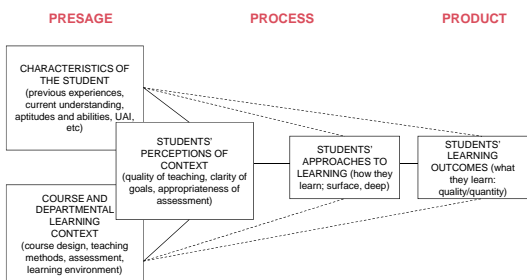 PRESAGE
PROCESS
PRODUCT
CHARACTERISTICS OF
THE STUDENT
(previous experiences,
current understanding,
aptitudes and abilities, UAI,
etc)
STUDENTS'
PERCEPTIONS OF
CONTEXT
(quality of teaching, clarity of
goals, appropriateness of
assessment)
STUDENTS'
APPROACHES TO
LEARNING (how they
learn; surface, deep)
STUDENTS'
LEARNING
OUTCOMES (what
they learn:
quality/quantity)
COURSE AND
DEPARTMENTAL
LEARNING
CONTEXT
(course design, teaching
methods, assessment,
learning environment)